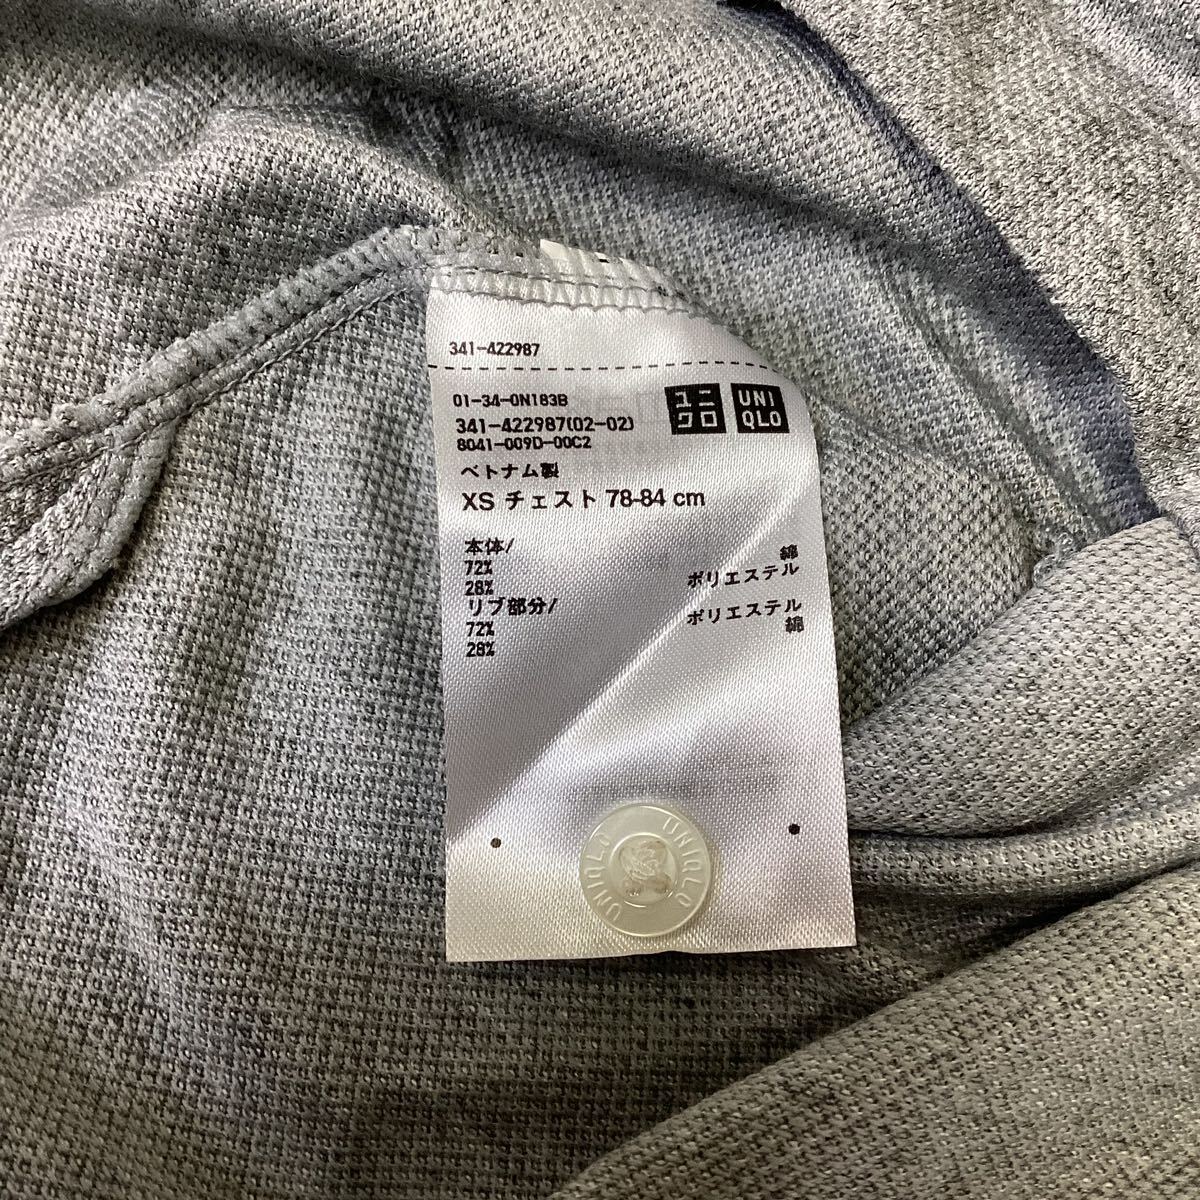 341-422987
01-34-0N183B
341-422987(02-02)
8041-009D-00C2
ユニ
クロ
UNI
QLO
ベトナム製
XS チェスト 78-84 cm
本体/
72% 綿
28% ポリエステル
リブ部分/
72% ポリエステル
28% 綿
UNIQLO UNIQLO